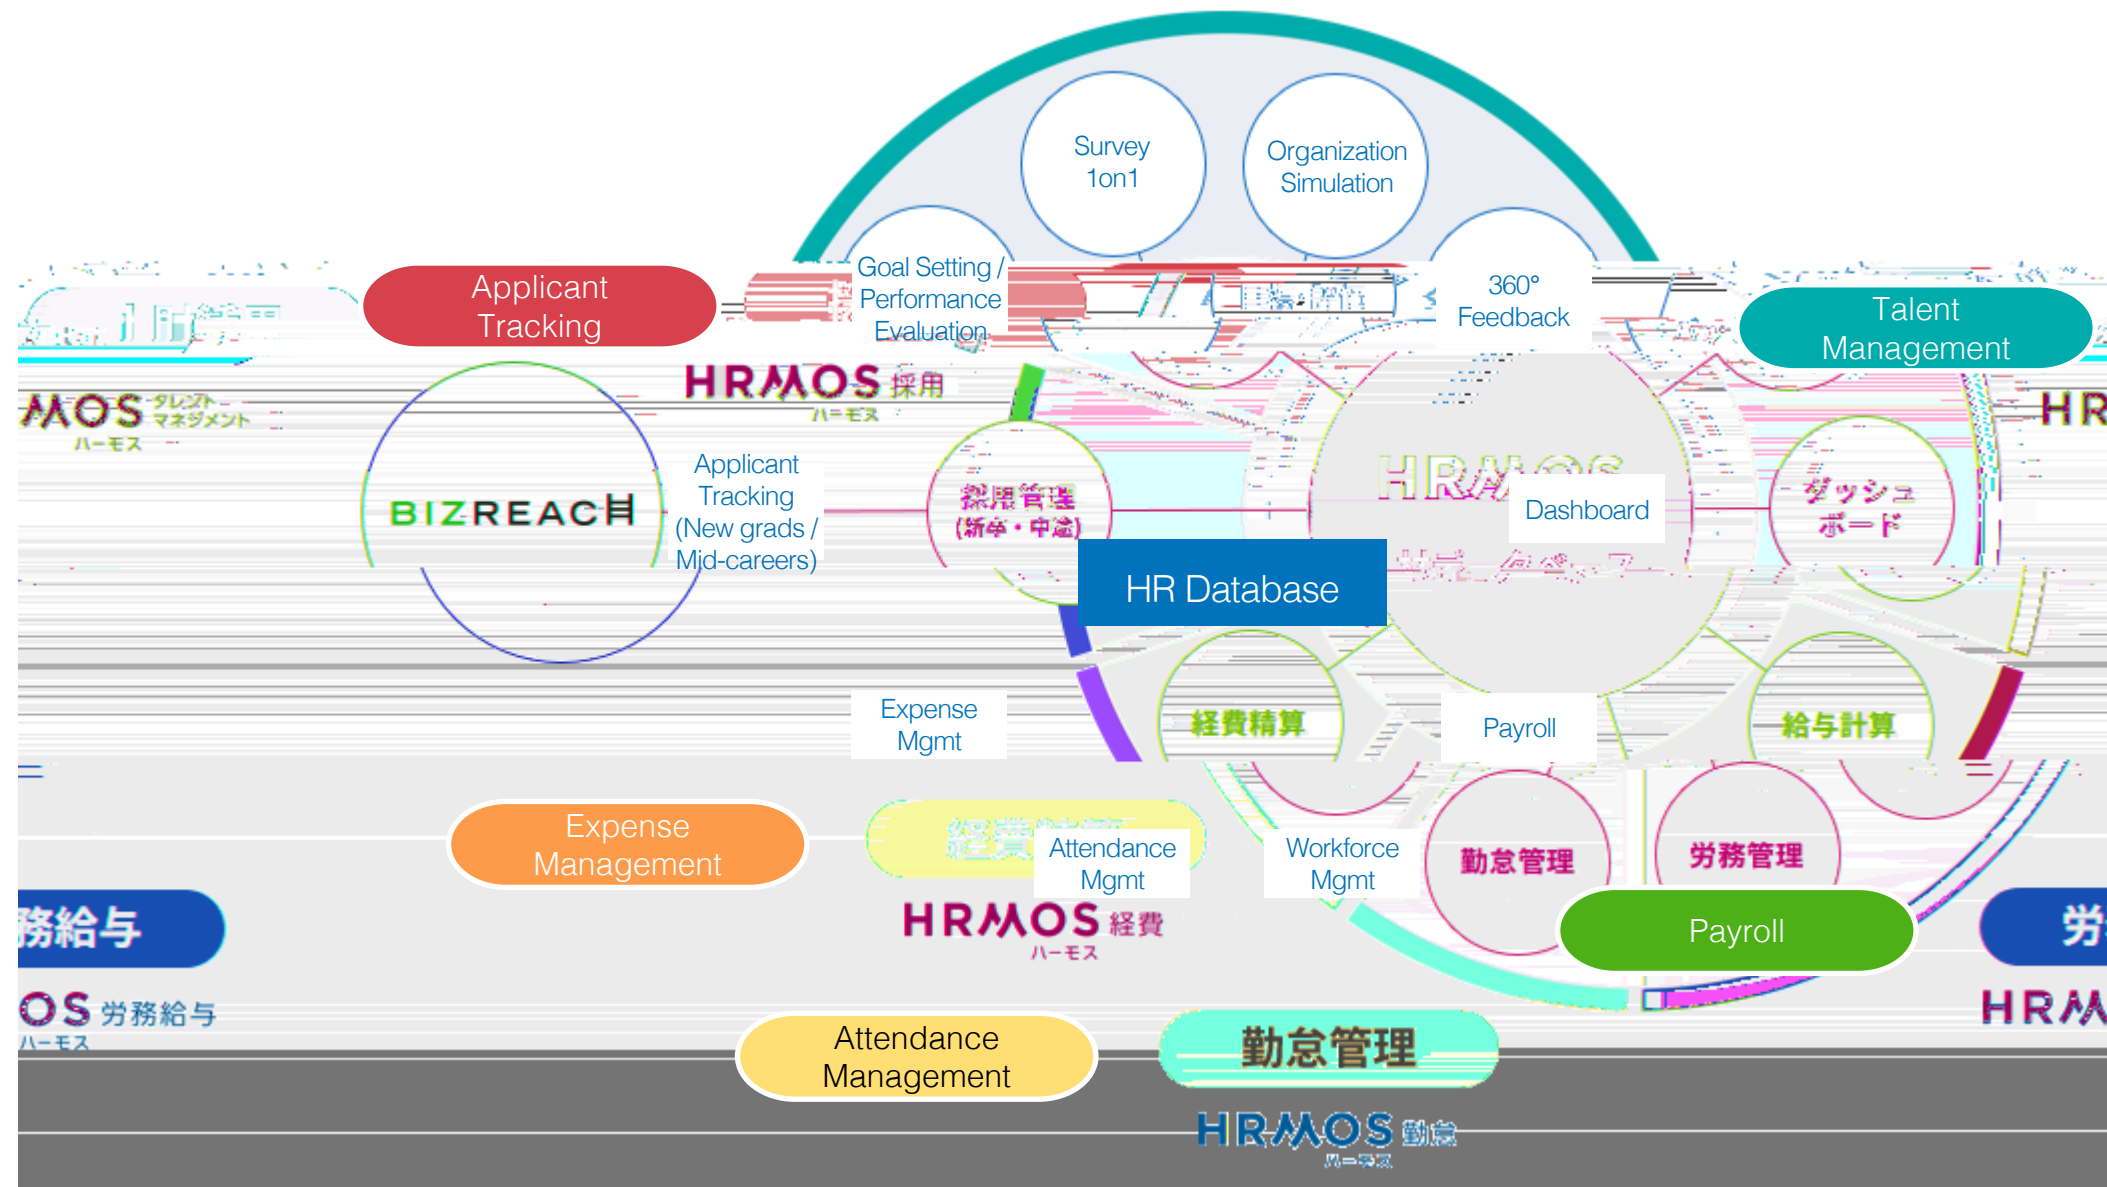 Survey
1on1
Organization
Simulation
Goal Setting /
Performance
Evaluation
360°
Feedback
Applicant
Tracking
Talent
Management
HRMOS 採用
ハーモス
MOS タレント
マネジメント
ハーモス
HR
BIZREACH
Applicant
Tracking
(New grads /
Mid-careers)
採用管理
(新卒・中途)
HRMOS
Dashboard
ダッシュ
ボード
HR Database
Expense
Mgmt
経費精算
Payroll
給与計算
Expense
Management
Attendance
Mgmt
Workforce
Mgmt
勤怠管理
労務管理
HRMOS 経費
ハーモス
Payroll
務給与
労
OS 労務給与
ハーモス
HRM
Attendance
Management
勤怠管理
HRMOS 勤怠
ハーモス